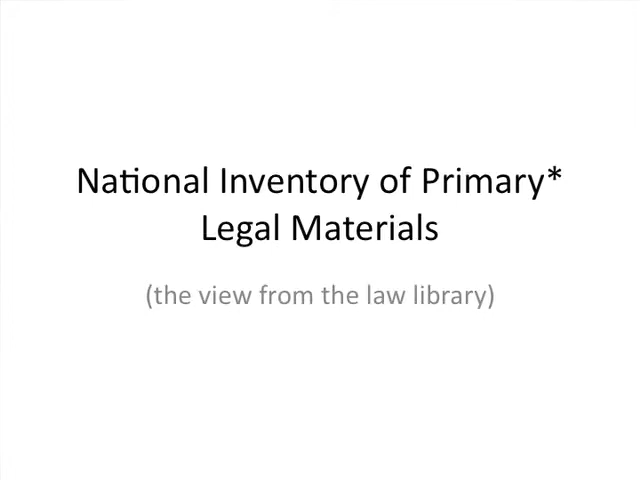 National Inventory of Primary*
Legal Materials
(the view from the law library)